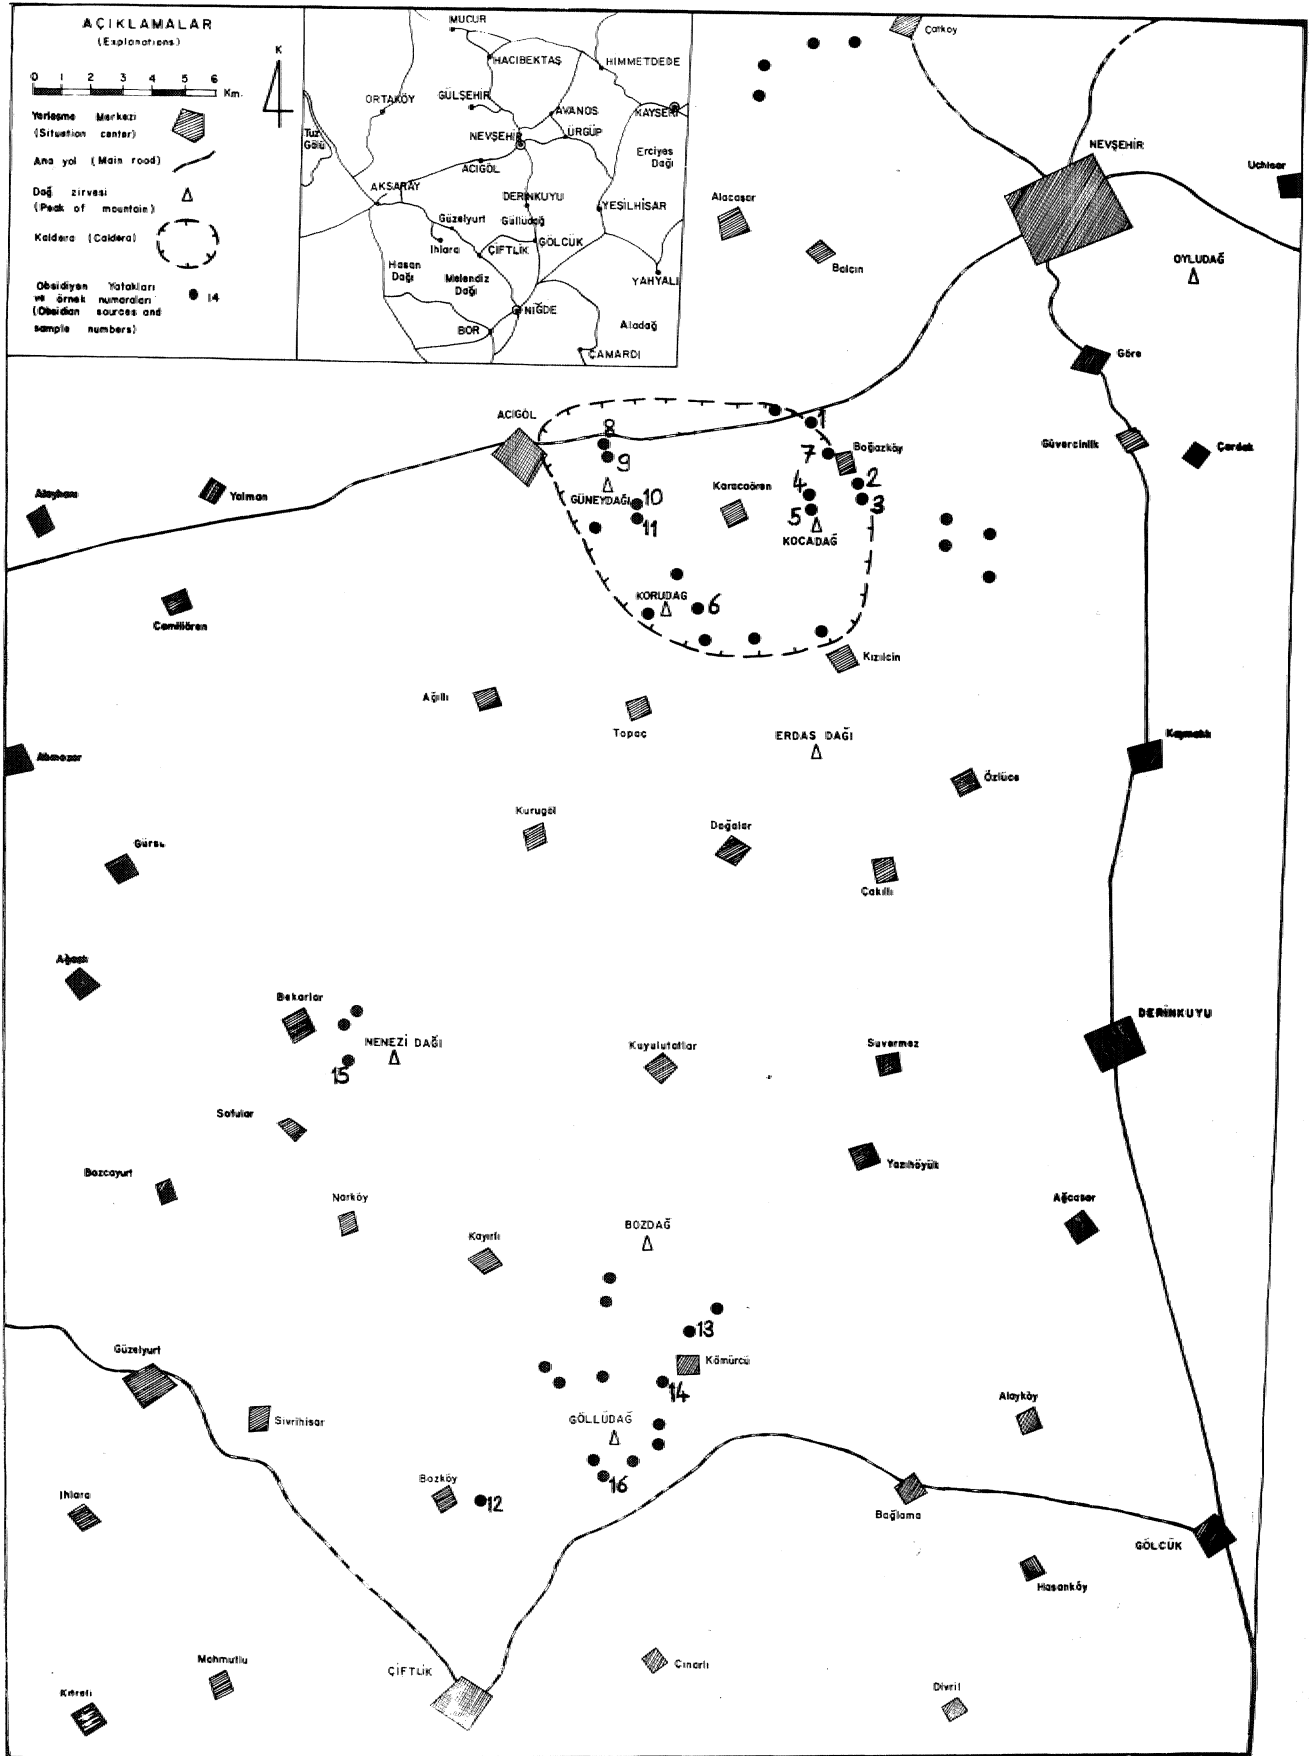 AÇIKLAMALAR
(Explanations)
0 1 2 3 4 5 6
Km.
K
Yerleşme Merkezi
(Situation center)
Ana yol (Main road)
Dağ zirvesi
(Peak of mountain)
Kaldera (Caldera)
Obsidiyen Yatakları
ve örnek numaraları
(Obsidian sources and
sample numbers)
14
MUCUR
HACIBEKTAŞ
HIMMETDEDE
ORTAKÖY
GÜLŞEHİR
AVANOS
KAYSERİ
Tuz
Gölü
NEVŞEHİR
ÜRGÜP
Erciyes
Dağı
ACIGÖL
AKSARAY
DERİNKUYU
YEŞİLHİSAR
Güzelyurt
Güllüdağ
Ihlara
ÇİFTLİK
GÖLCÜK
Hasan
Dağı
Melendiz
Dağı
YAHYALI
NİĞDE
BOR
Aladağ
ÇAMARDI
Çatköy
NEVŞEHİR
Uchisar
Alacaşar
Balcın
OYLUDAĞ
Göre
ACIGÖL
8
1
Boğazköy
Güvercinlik
Çardak
7
9
Alayhanı
Yalman
GÜNEYDAĞI
10
Karacaören
4
2
3
11
5
KOCADAĞ
KORUDAĞ
6
Camiliören
Kızılcin
Ağıllı
Topaç
ERDAS DAĞI
Kaymaklı
Özlüce
Kurugöl
Doğalar
Gürsu
Çakıllı
Bekarlar
NENEZİ DAĞI
15
Kuyulutatlar
Suvermez
DERİNKUYU
Sofular
Bozcayurt
Yazıhöyük
Narköy
Ağcaşar
Kayırlı
BOZDAĞ
13
Kömürcü
Güzelyurt
14
Sivrihisar
GÖLLÜDAĞ
Alayköy
16
Bozköy
12
Ihlara
Bağlama
GÖLCÜK
Hasanköy
Mahmutlu
ÇİFTLİK
Çınarlı
Divril